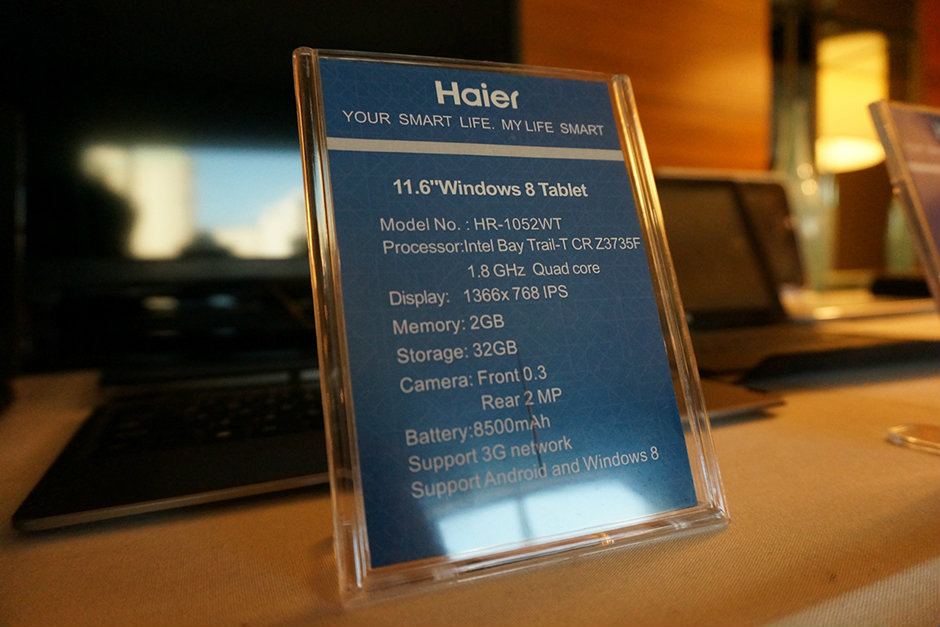 Haier
YOUR SMART LIFE. MY LIFE SMART
11.6"Windows 8 Tablet
Model No. : HR-1052WT
Processor:Intel Bay Trail-T CR Z3735F
1.8 GHz Quad core
Display: 1366x 768 IPS
Memory: 2GB
Storage: 32GB
Camera: Front 0.3
Rear 2 MP
Battery:8500mAh
Support 3G network
Support Android and Windows 8